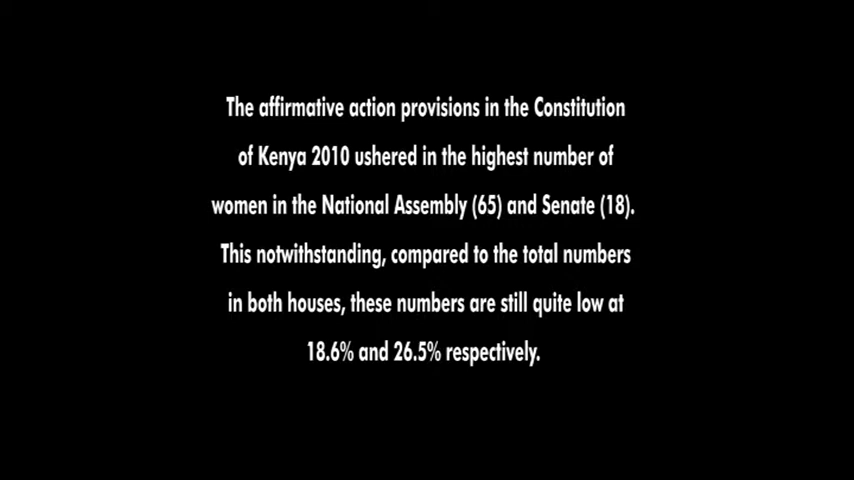 The affirmative action provisions in the Constitution
of Kenya 2010 ushered in the highest number of
women in the National Assembly (65) and Senate (18).
This notwithstanding, compared to the total numbers
in both houses, these numbers are still quite low at
18.6% and 26.5% respectively.